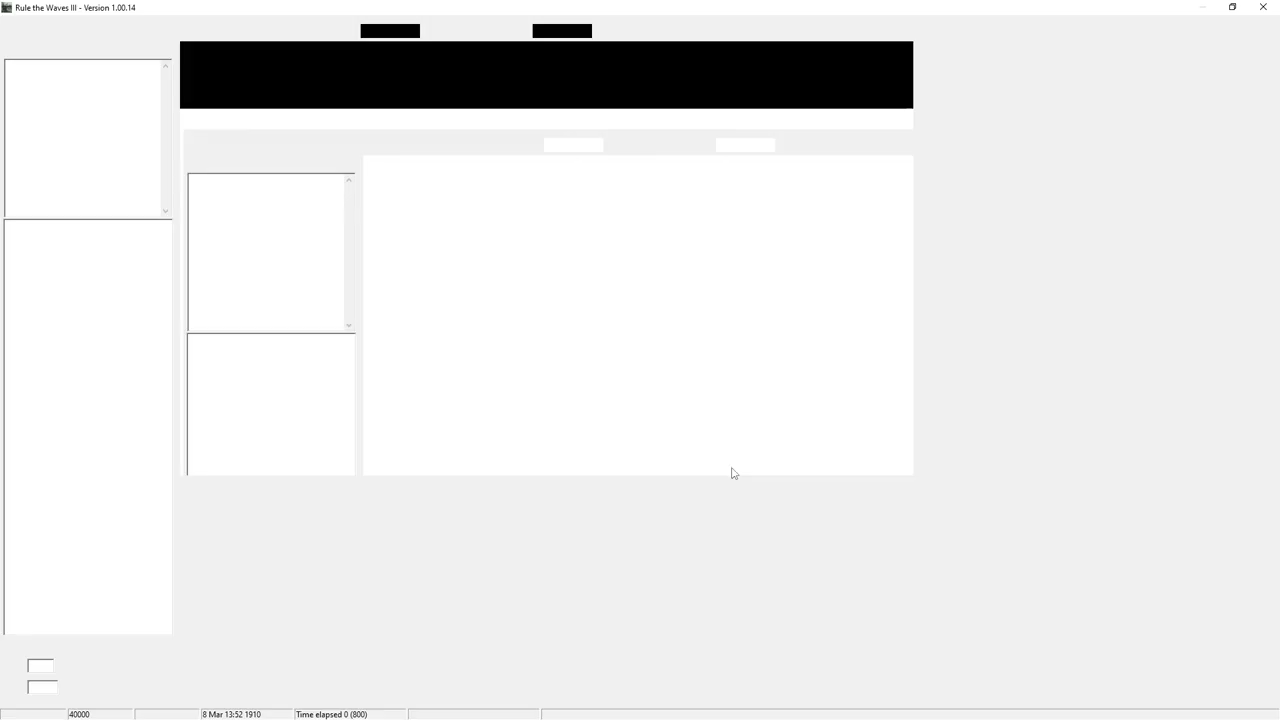 Rule the Waves III - Version 1.00.14
40000
8 Mar 13:52 1910
Time elapsed 0 (800)